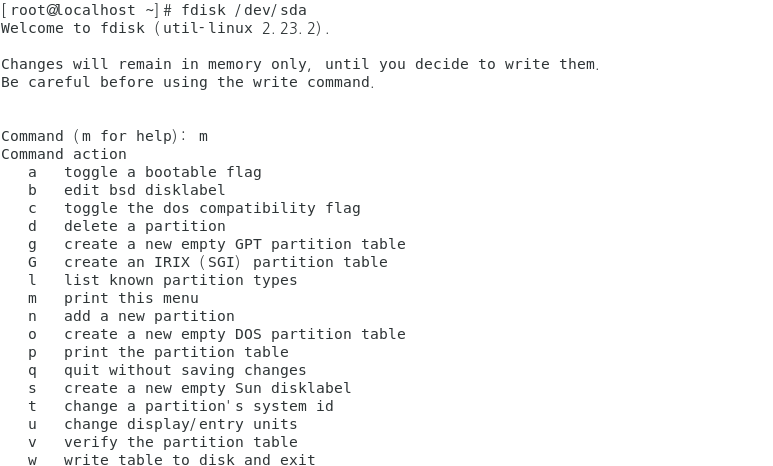 [root@localhost ~]# fdisk /dev/sda
Welcome to fdisk (util-linux 2.23.2).

Changes will remain in memory only, until you decide to write them.
Be careful before using the write command.


Command (m for help): m
Command action
   a   toggle a bootable flag
   b   edit bsd disklabel
   c   toggle the dos compatibility flag
   d   delete a partition
   g   create a new empty GPT partition table
   G   create an IRIX (SGI) partition table
   l   list known partition types
   m   print this menu
   n   add a new partition
   o   create a new empty DOS partition table
   p   print the partition table
   q   quit without saving changes
   s   create a new empty Sun disklabel
   t   change a partition's system id
   u   change display/entry units
   v   verify the partition table
   w   write table to disk and exit